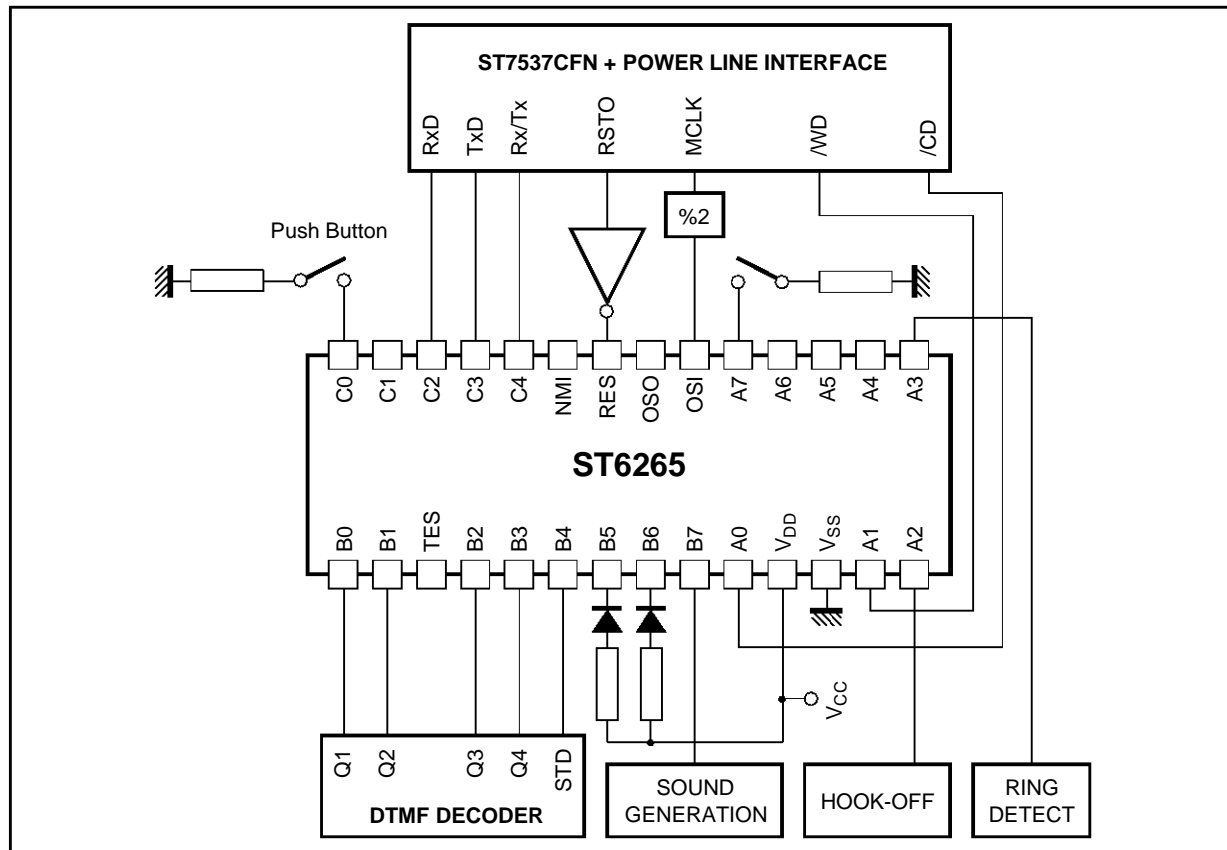 ST7537CFN + POWER LINE INTERFACE
RxD
TxD
Rx/Tx
RSTO
MCLK
/WD
/CD
%2
Push Button
C0
C1
C2
C3
C4
NMI
RES
OSO
OSI
A7
A6
A5
A4
A3
ST6265
B0
B1
TES
B2
B3
B4
B5
B6
B7
A0
VDD
VSS
A1
A2
VCC
Q1
Q2
Q3
Q4
STD
DTMF DECODER
SOUND
GENERATION
HOOK-OFF
RING
DETECT